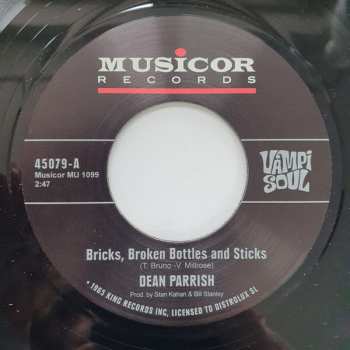 MUSICOR
RECORDS
45079-A
Musicor MU 1099
2:47
VAMPI
SOUL
Bricks, Broken Bottles and Sticks
(T. Bruno -V. Millrose)
DEAN PARRISH
Prod. by Stan Kahan & Bill Stanley
• 1965 KING RECORDS INC, LICENSED TO DISTROLUX SL